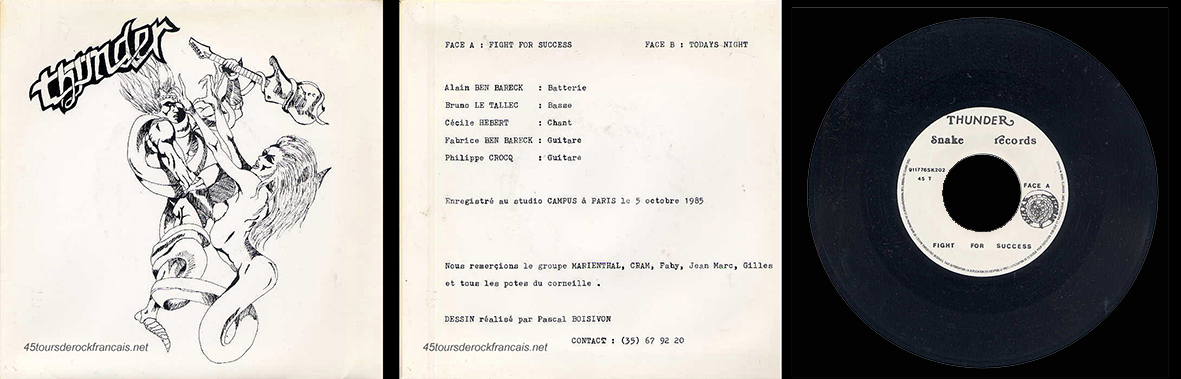 thunder
45toursderockfrancais.net
FACE A : FIGHT FOR SUCCESS FACE B : TODAYS NIGHT
Alain BEN BARECK : Batterie
Bruno LE TALLEC : Basse
Cécile HEBERT : Chant
Fabrice BEN BARECK : Guitare
Philippe CROCQ : Guitare
Enregistré au studio CAMPUS à PARIS le 5 octobre 1985
Nous remerçions le groupe MARIENTHAL, CRAM, Faby, Jean Marc, Gilles
et tous les potes du corneille .
DESSIN réalisé par Pascal BOISIVON
CONTACT : (35) 67 92 20
45toursderockfrancais.net
THUNDER
Snake records
911776SK202
45 T
FACE A
FIGHT FOR SUCCESS